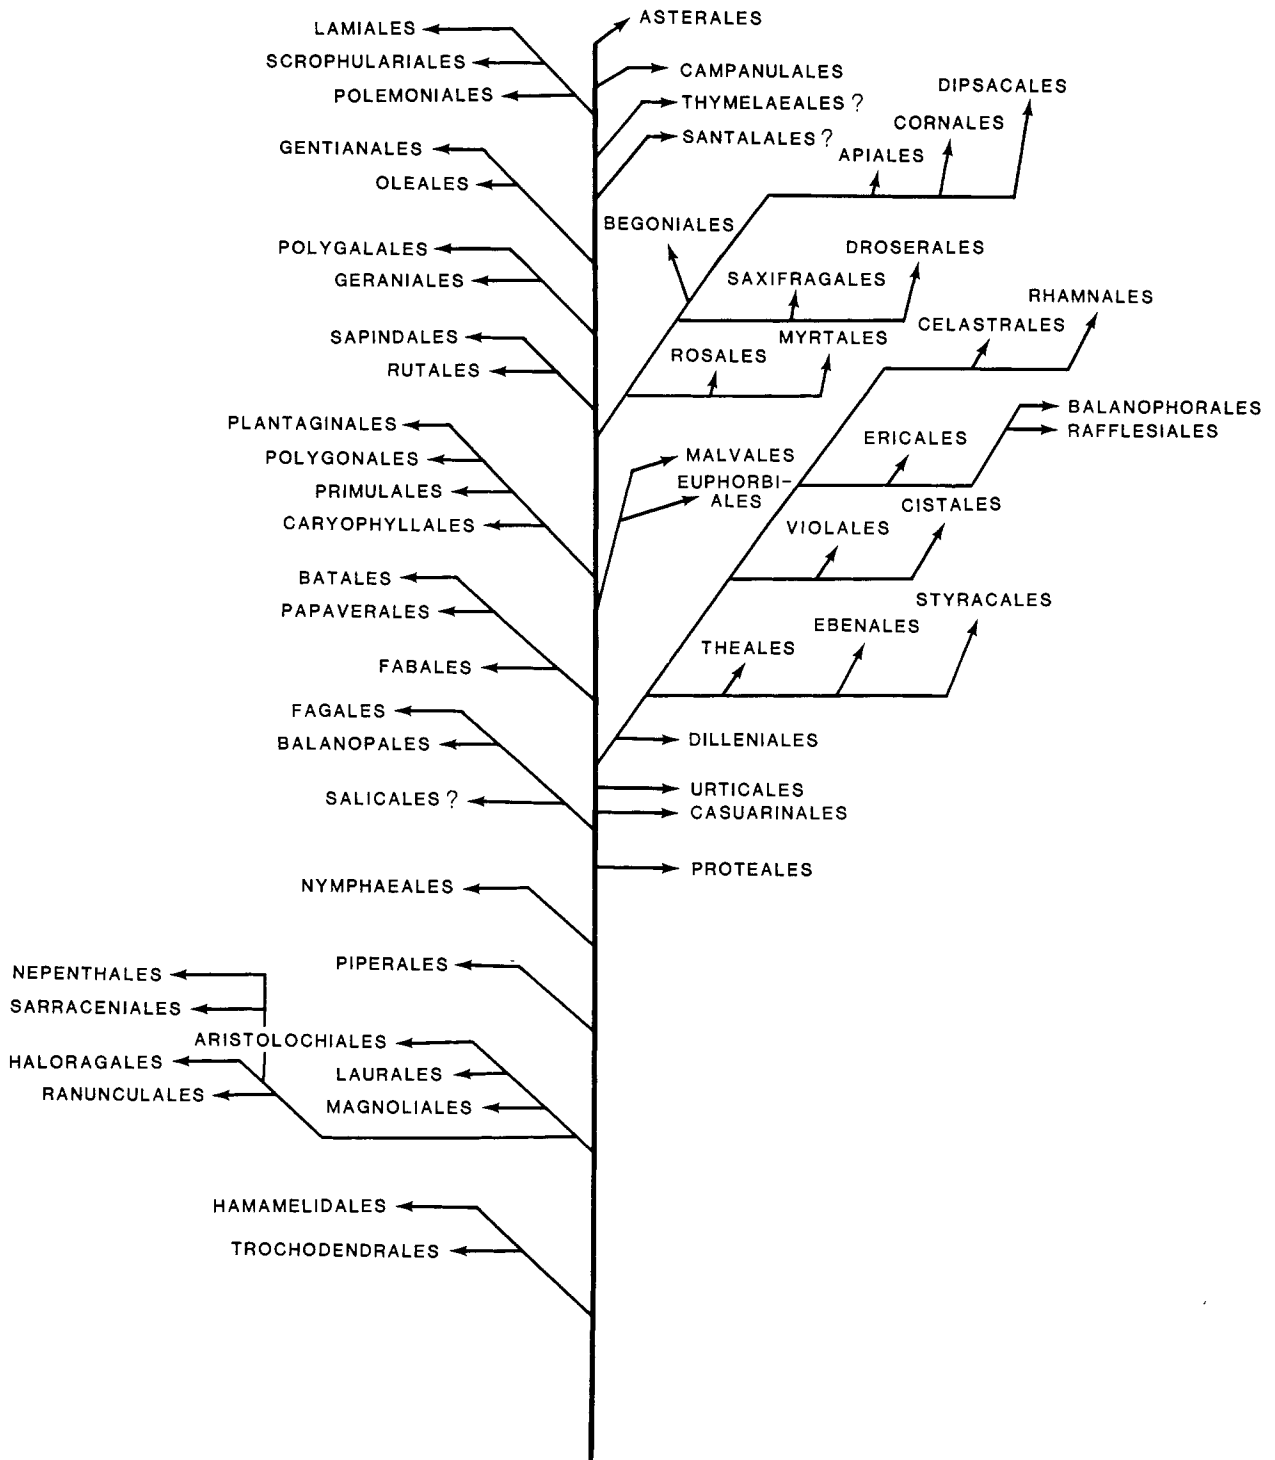 LAMIALES
SCROPHULARIALES
POLEMONIALES
GENTIANALES
OLEALES
POLYGALALES
GERANIALES
SAPINDALES
RUTALES
PLANTAGINALES
POLYGONALES
PRIMULALES
CARYOPHYLLALES
BATALES
PAPAVERALES
FABALES
FAGALES
BALANOPALES
SALICALES ?
NYMPHAEALES
PIPERALES
NEPENTHALES
SARRACENIALES
ARISTOLOCHIALES
HALORAGALES
LAURALES
RANUNCULALES
MAGNOLIALES
HAMAMELIDALES
TROCHODENDRALES
ASTERALES
CAMPANULALES
THYMELAEALES ?
SANTALALES ?
DIPSACALES
CORNALES
APIALES
BEGONIALES
DROSERALES
SAXIFRAGALES
MYRTALES
ROSALES
RHAMNALES
CELASTRALES
BALANOPHORALES
RAFFLESIALES
ERICALES
MALVALES
EUPHORBI-
ALES
CISTALES
VIOLALES
STYRACALES
EBENALES
THEALES
DILLENIALES
URTICALES
CASUARINALES
PROTEALES